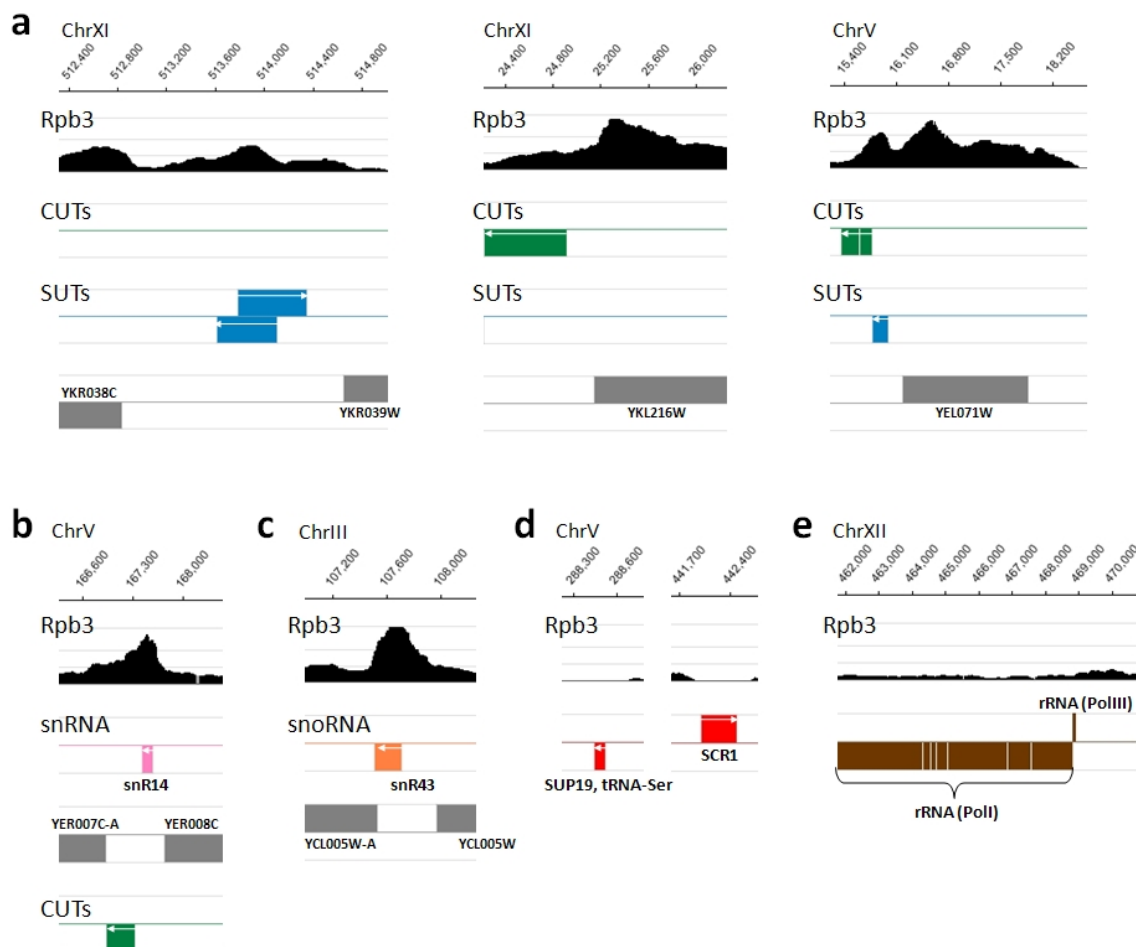 a
ChrXI
512,400 512,800 513,200 513,600 514,000 514,400 514,800
Rpb3
CUTs
SUTs
YKR038C
YKR039W
ChrXI
24,400 24,800 25,200 25,600 26,000
Rpb3
CUTs
SUTs
YKL216W
ChrV
15,400 16,100 16,800 17,500 18,200
Rpb3
CUTs
SUTs
YEL071W
b
ChrV
166,600 167,300 168,000
Rpb3
snRNA
snR14
YER007C-A YER008C
CUTs
c
ChrIII
107,200 107,600 108,000
Rpb3
snoRNA
snR43
YCL005W-A YCL005W
d
ChrV
288,300 288,600 441,700 442,400
Rpb3
SCR1
SUP19, tRNA-Ser
e
ChrXII
462,000 463,000 464,000 465,000 466,000 467,000 468,000 469,000 470,000
Rpb3
rRNA (PolIII)
rRNA (PolI)